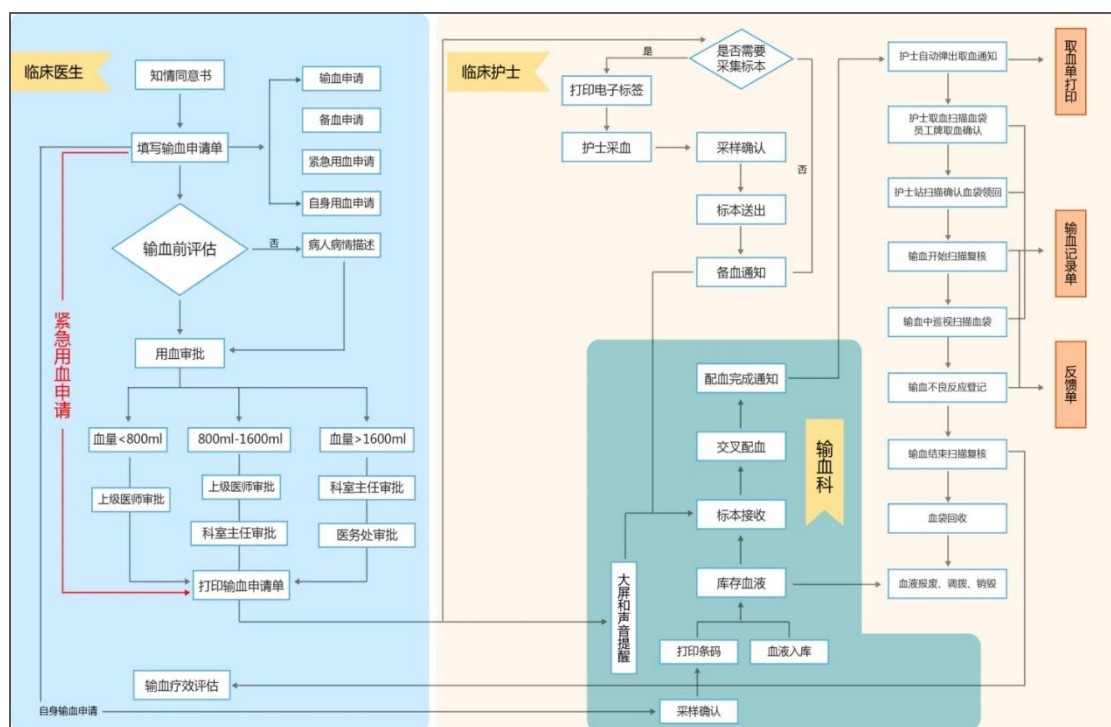 临床医生
知情同意书
填写输血申请单
输血申请
备血申请
紧急用血申请
自身用血申请
输血前评估
否
病人病情描述
紧急用血申请
用血审批
血量<800ml
800ml-1600ml
血量>1600ml
上级医师审批
上级医师审批
科室主任审批
科室主任审批
医务处审批
打印输血申请单
输血疗效评估
自身输血申请
临床护士
是否需要
采集标本
是
否
打印电子标签
护士采血
采样确认
标本送出
备血通知
输血科
配血完成通知
交叉配血
标本接收
库存血液
大屏和声音提醒
打印条码
血液入库
采样确认
护士自动弹出取血通知
护士取血扫描血袋
员工牌取血确认
护士站扫描确认血袋领回
输血开始扫描复核
输血中巡视扫描血袋
输血不良反应登记
输血结束扫描复核
血袋回收
血液报废、调拨、销毁
取血单打印
输血记录单
反馈单